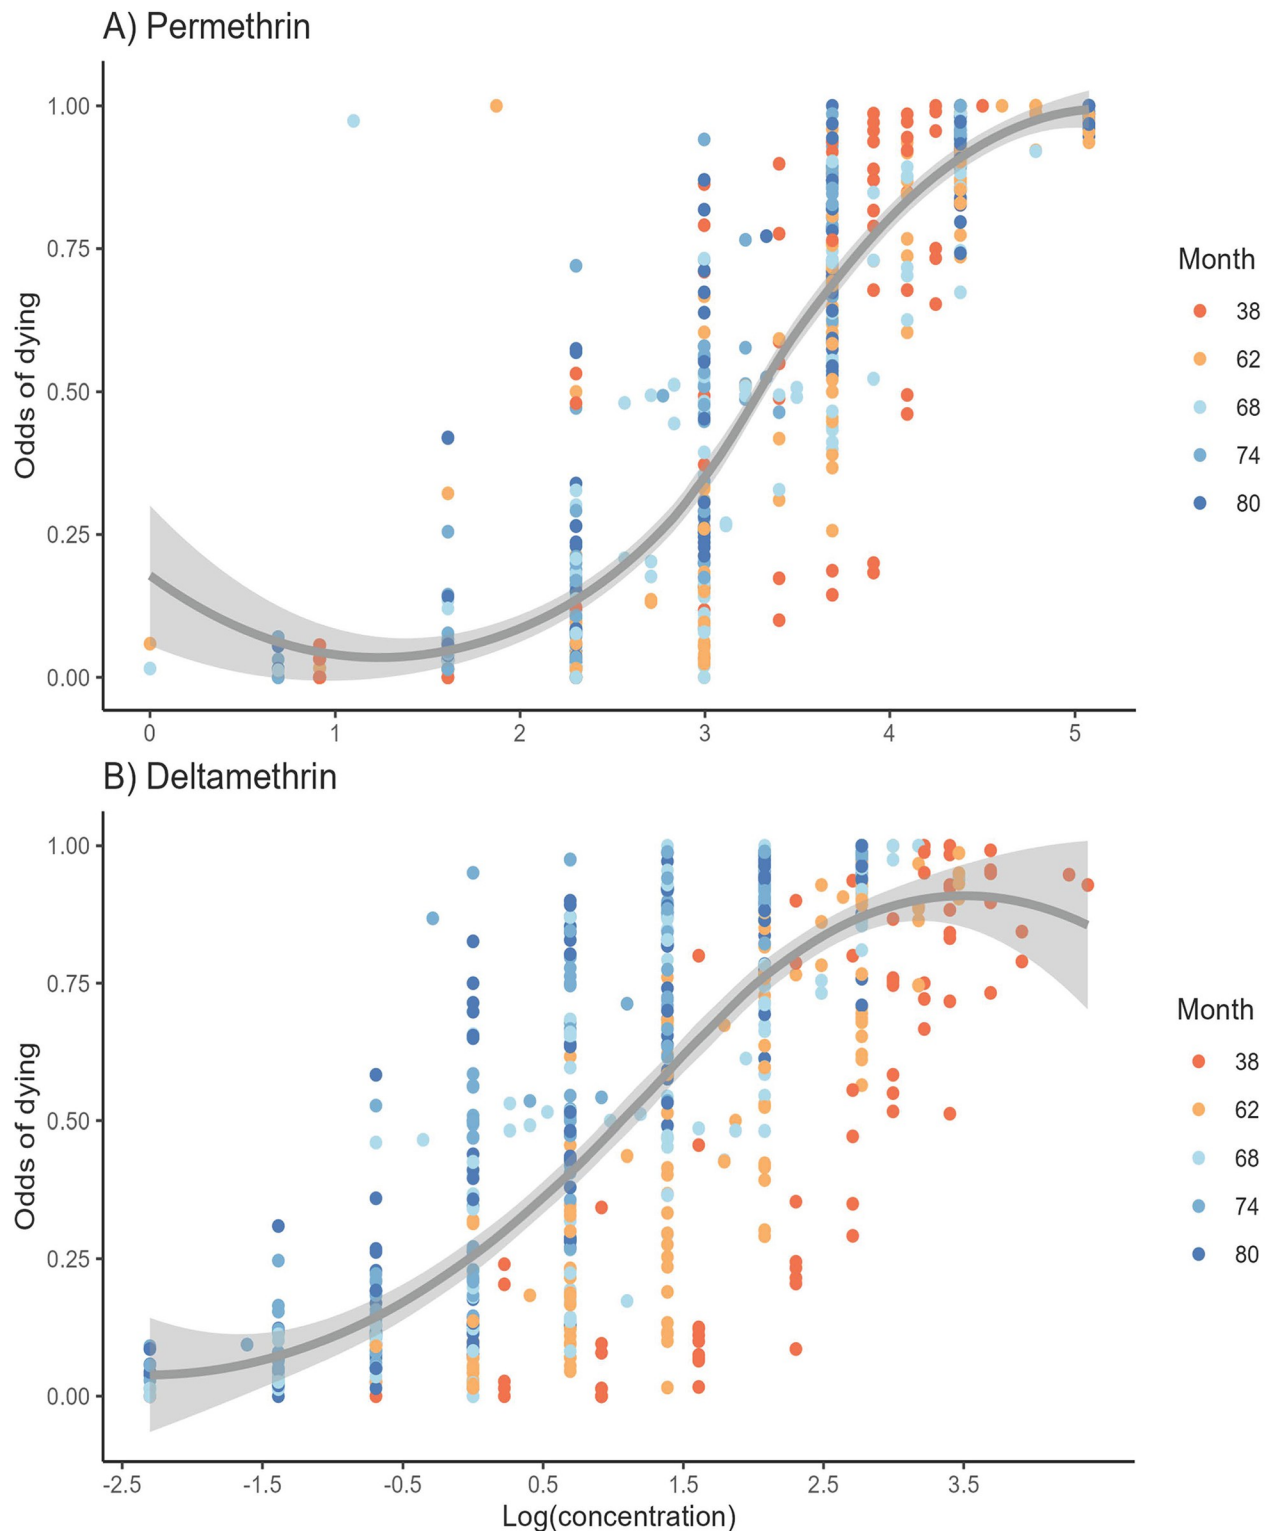 A) Permethrin
1.00
0.75
0.50
0.25
0.00
Odds of dying
0 1 2 3 4 5
Month
38
62
68
74
80
B) Deltamethrin
1.00
0.75
0.50
0.25
0.00
Odds of dying
-2.5 -1.5 -0.5 0.5 1.5 2.5 3.5
Log(concentration)
Month
38
62
68
74
80